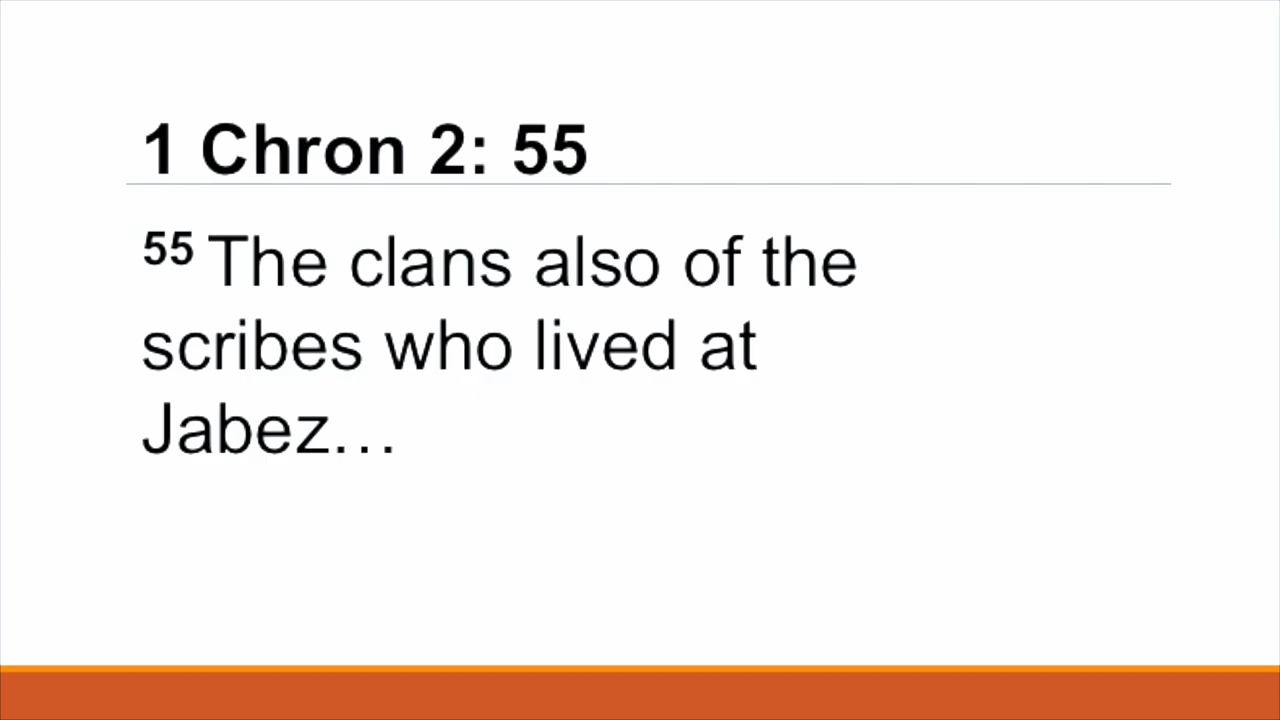 1 Chron 2: 55
55 The clans also of the
scribes who lived at
Jabez…